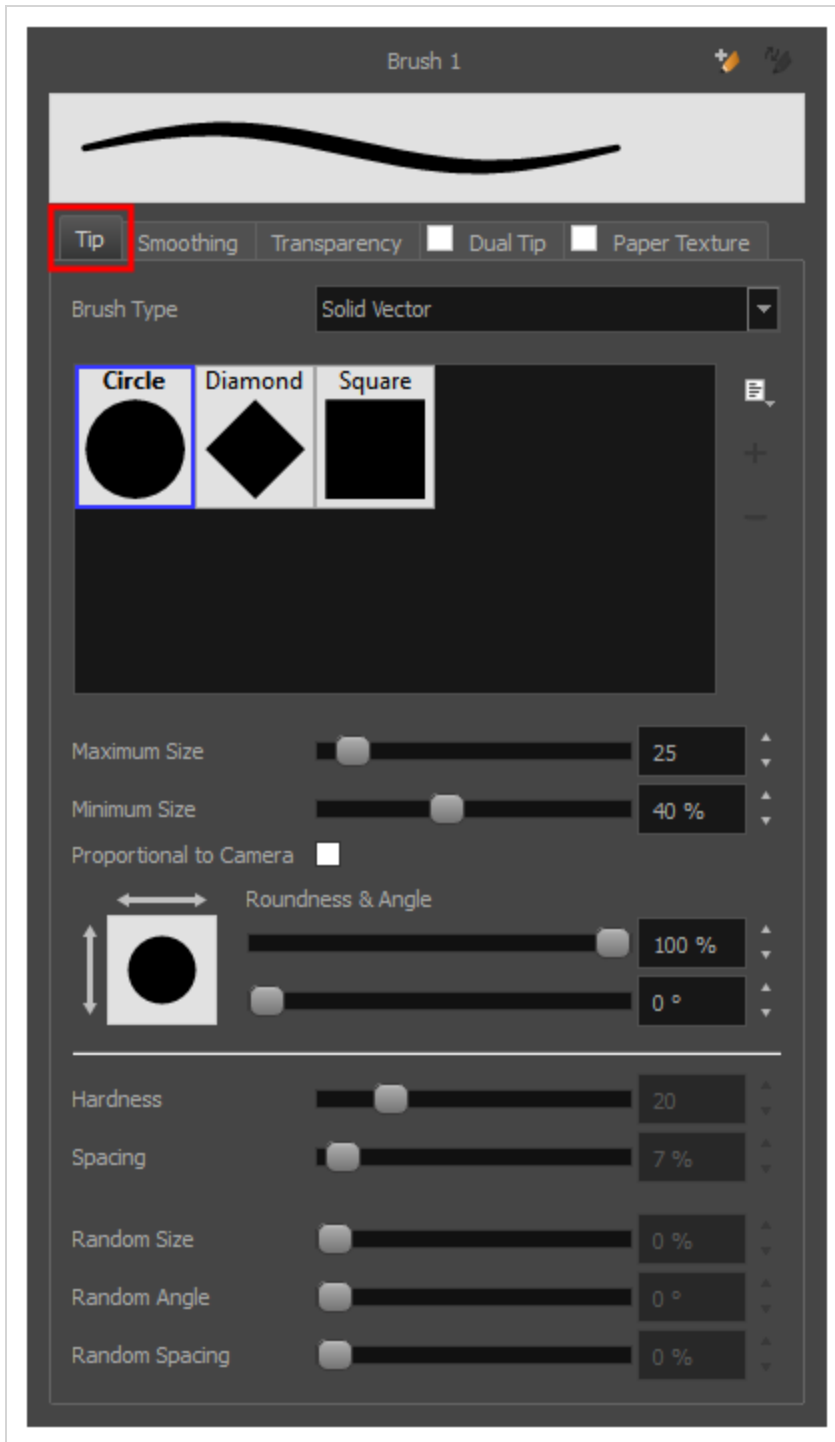 Brush 1
Tip Smoothing Transparency Dual Tip Paper Texture
Brush Type Solid Vector
Circle Diamond Square
Maximum Size 25
Minimum Size 40 %
Proportional to Camera
Roundness & Angle
100 %
0 °
Hardness 20
Spacing 7 %
Random Size 0 %
Random Angle 0 °
Random Spacing 0 %